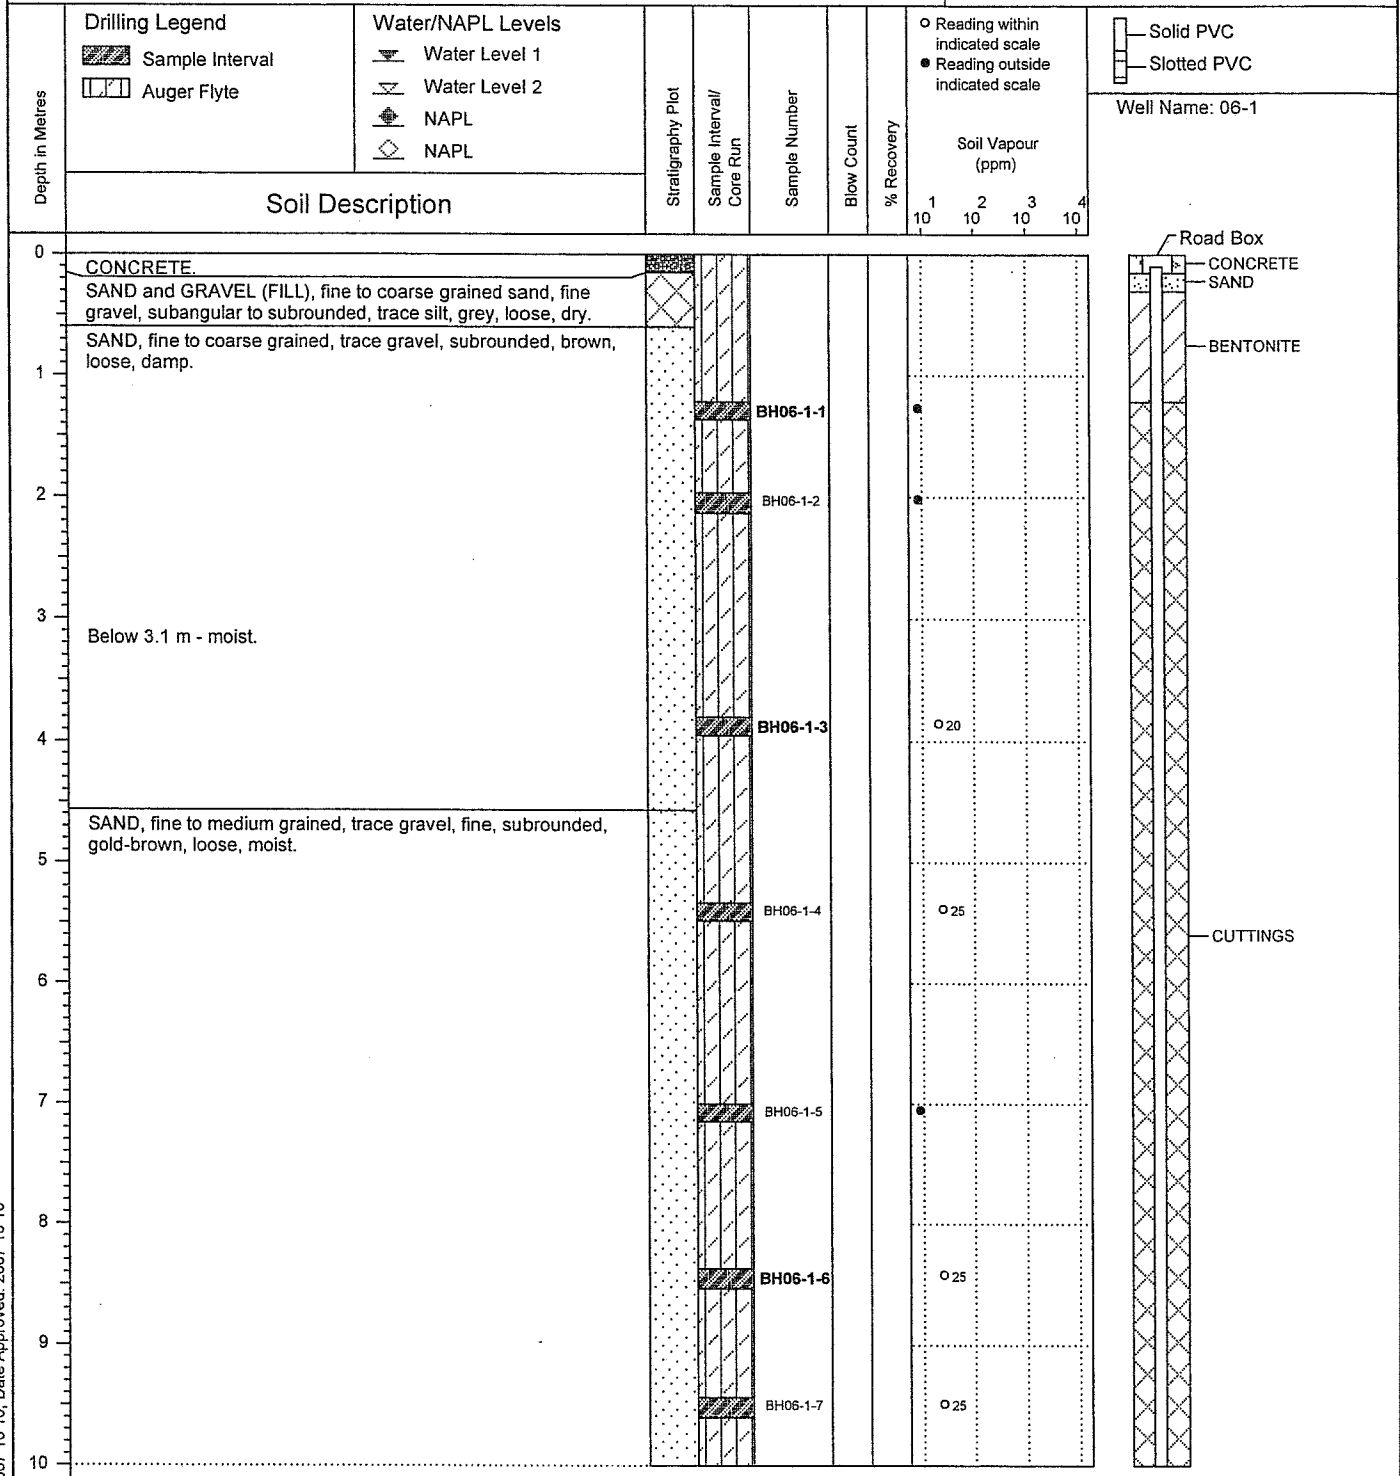 Drilling Legend
Sample Interval
Auger Flyte
Water/NAPL Levels
Water Level 1
Water Level 2
NAPL
NAPL
Depth in Metres
Soil Description
Stratigraphy Plot
Sample Interval/
Core Run
Sample Number
Blow Count
% Recovery
Reading within
indicated scale
Reading outside
indicated scale
Soil Vapour
(ppm)
10 1 10 2 10 3 10 4
Solid PVC
Slotted PVC
Well Name: 06-1
0
CONCRETE.
SAND and GRAVEL (FILL), fine to coarse grained sand, fine
gravel, subangular to subrounded, trace silt, grey, loose, dry.
SAND, fine to coarse grained, trace gravel, subrounded, brown,
loose, damp.
1
BH06-1-1
2
BH06-1-2
3
Below 3.1 m - moist.
BH06-1-3
20
4
SAND, fine to medium grained, trace gravel, fine, subrounded,
gold-brown, loose, moist.
5
BH06-1-4
25
6
7
BH06-1-5
8
BH06-1-6
25
9
BH06-1-7
25
10
Road Box
CONCRETE
SAND
BENTONITE
CUTTINGS
Date Approved: